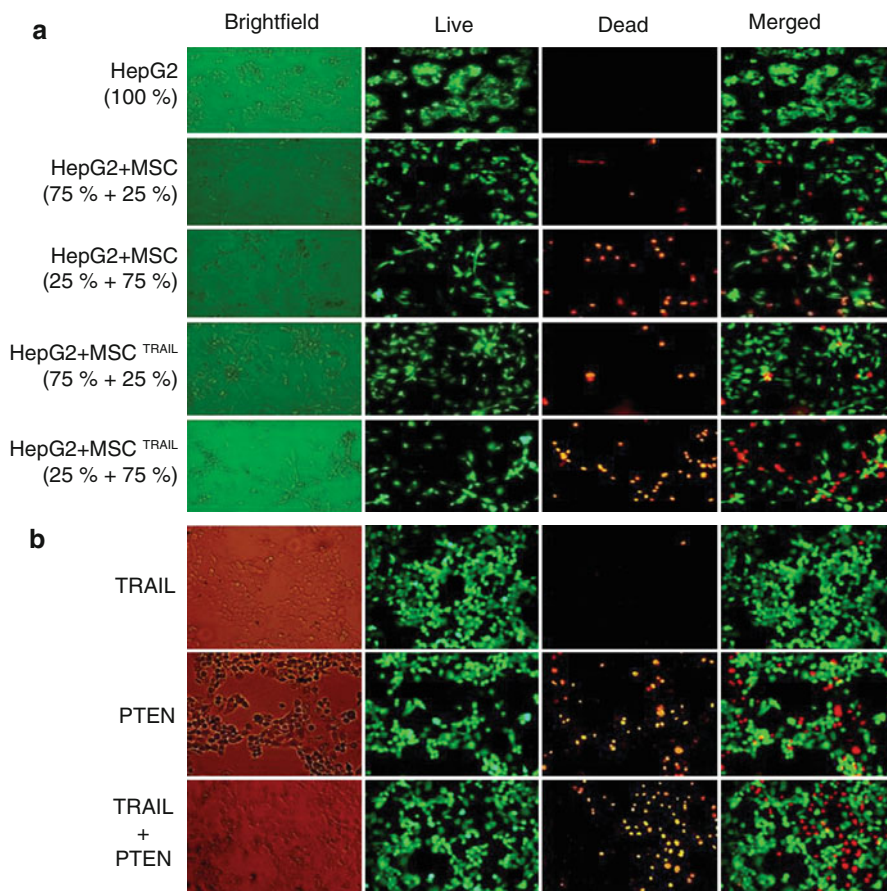 a
Brightfield Live Dead Merged
HepG2
(100 %)
HepG2+MSC
(75 % + 25 %)
HepG2+MSC
(25 % + 75 %)
HepG2+MSC TRAIL
(75 % + 25 %)
HepG2+MSC TRAIL
(25 % + 75 %)
b
TRAIL
PTEN
TRAIL
+
PTEN